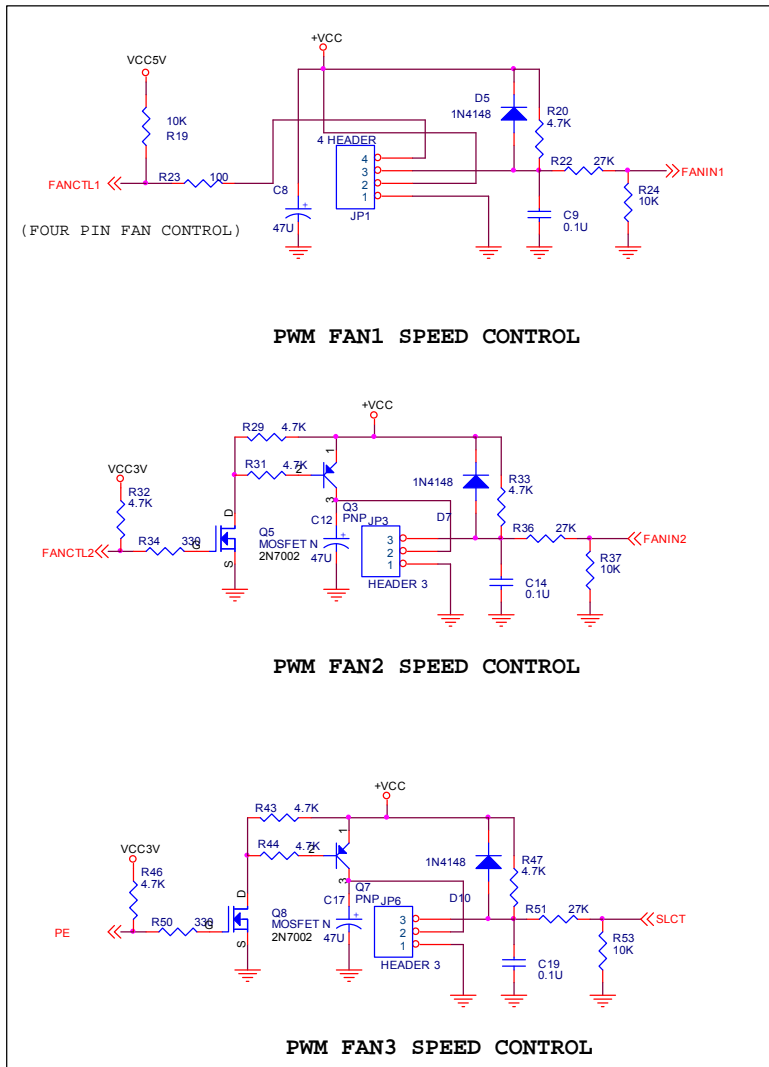 +VCC
VCC5V
10K
R19
D5
1N4148
R20
4.7K
4 HEADER
4
3
2
1
JP1
FANCTL1
R23
100
C8
47U
R22
27K
FANIN1
R24
10K
C9
0.1U
(FOUR PIN FAN CONTROL)
PWM FAN1 SPEED CONTROL
+VCC
R29
4.7K
1
R31
4.7K
2
3
VCC3V
R32
4.7K
1N4148
R33
4.7K
D
G
S
Q3
PNP
C12
47U
JP3
D7
Q5
MOSFET N
2N7002
3
2
1
HEADER 3
R36
27K
FANCTL2
R34
330
FANIN2
R37
10K
C14
0.1U
PWM FAN2 SPEED CONTROL
+VCC
R43
4.7K
1
R44
4.7K
2
3
VCC3V
R46
4.7K
1N4148
R47
4.7K
D
G
S
Q7
PNP
C17
47U
JP6
D10
Q8
MOSFET N
2N7002
3
2
1
HEADER 3
R51
27K
PE
R50
330
SLCT
R53
10K
C19
0.1U
PWM FAN3 SPEED CONTROL